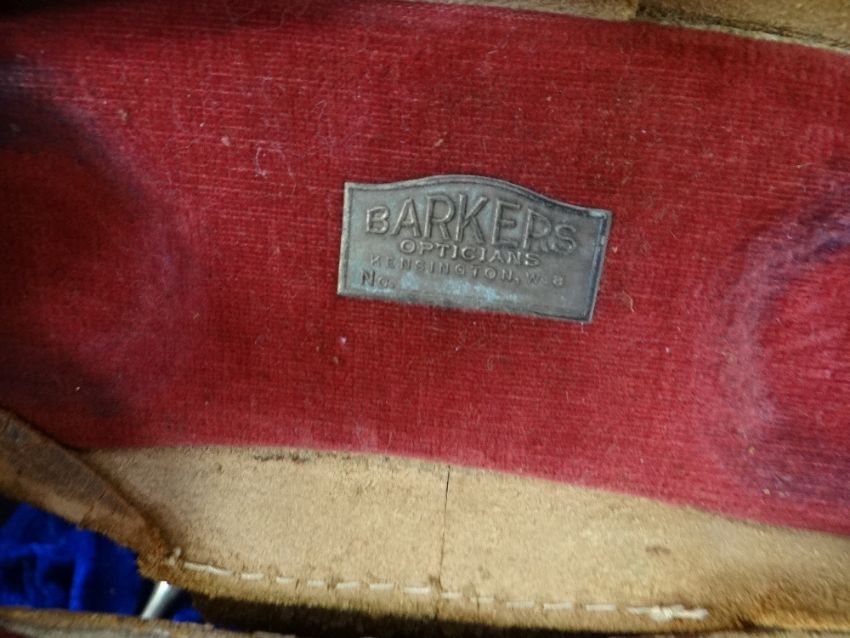 BARKERS
OPTICIANS
KENSINGTON, W.8
No.